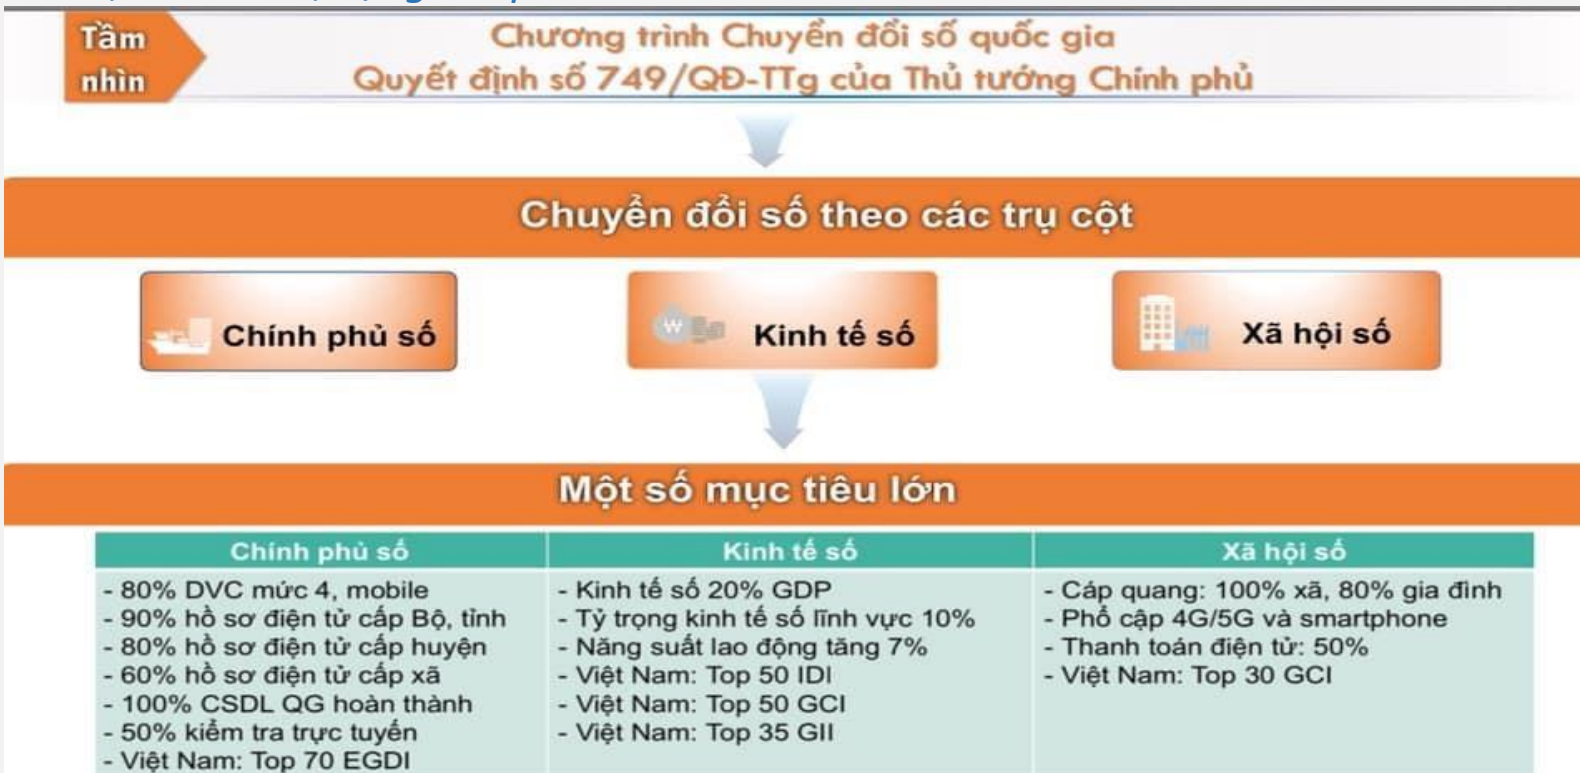 Tầm
nhìn
Chương trình Chuyển đổi số quốc gia
Quyết định số 749/QĐ-TTg của Thủ tướng Chính phủ
Chuyển đổi số theo các trụ cột
Chính phủ số
Kinh tế số
Xã hội số
Một số mục tiêu lớn
Chính phủ số
- 80% DVC mức 4, mobile
- 90% hồ sơ điện tử cấp Bộ, tỉnh
- 80% hồ sơ điện tử cấp huyện
- 60% hồ sơ điện tử cấp xã
- 100% CSDL QG hoàn thành
- 50% kiểm tra trực tuyến
- Việt Nam: Top 70 EGDI
Kinh tế số
- Kinh tế số 20% GDP
- Tỷ trọng kinh tế số lĩnh vực 10%
- Năng suất lao động tăng 7%
- Việt Nam: Top 50 IDI
- Việt Nam: Top 50 GCI
- Việt Nam: Top 35 GII
Xã hội số
- Cáp quang: 100% xã, 80% gia đình
- Phổ cập 4G/5G và smartphone
- Thanh toán điện tử: 50%
- Việt Nam: Top 30 GCI